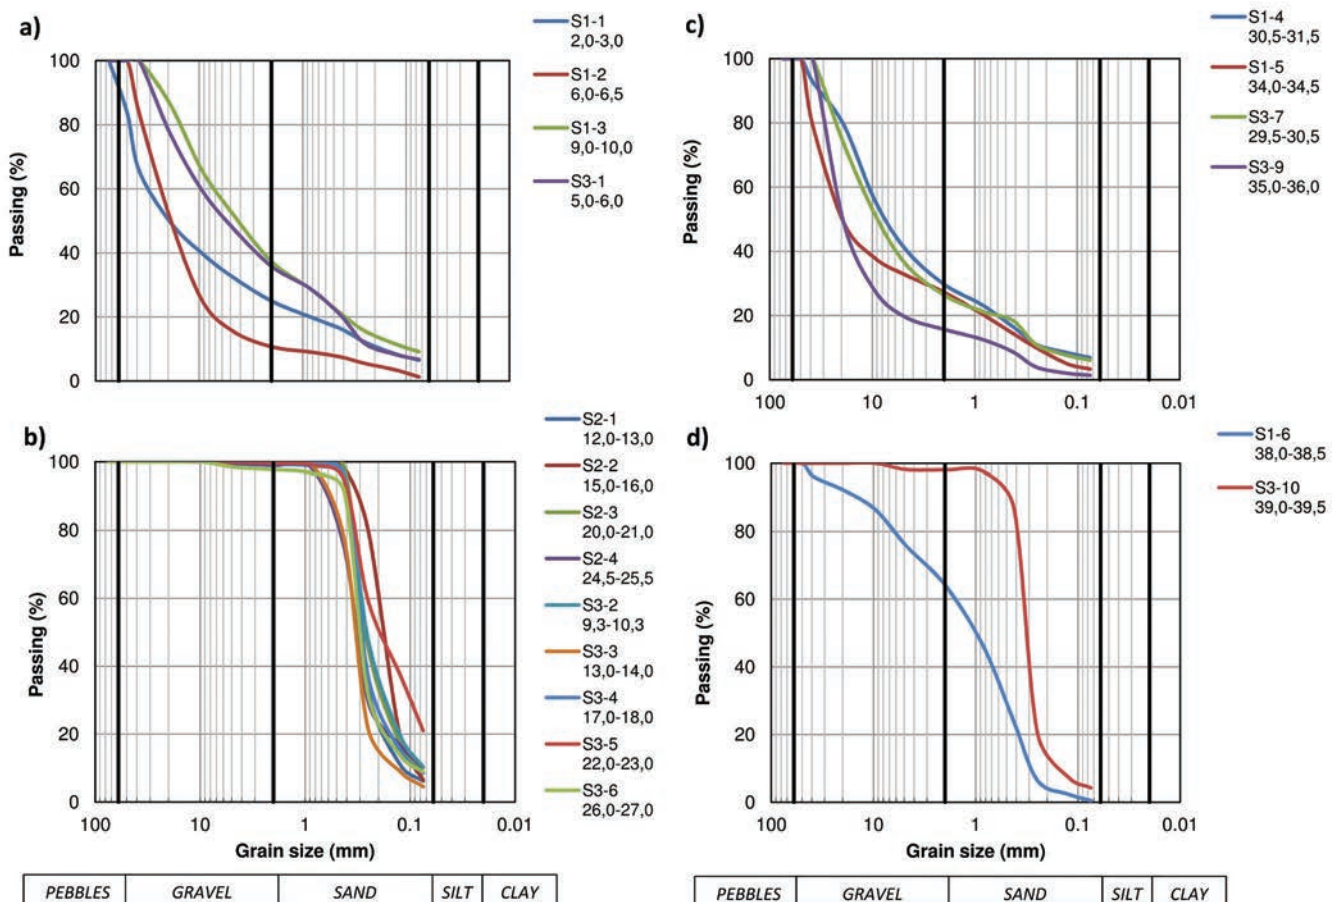 a)
100
80
60
40
20
0
Passing (%)
S1-1
2,0-3,0
S1-2
6,0-6,5
S1-3
9,0-10,0
S3-1
5,0-6,0
c)
100
80
60
40
20
0
Passing (%)
100 10 1 0.1 0.01
S1-4
30,5-31,5
S1-5
34,0-34,5
S3-7
29,5-30,5
S3-9
35,0-36,0
b)
100
80
60
40
20
0
Passing (%)
100 10 1 0.1 0.01
Grain size (mm)
S2-1
12,0-13,0
S2-2
15,0-16,0
S2-3
20,0-21,0
S2-4
24,5-25,5
S3-2
9,3-10,3
S3-3
13,0-14,0
S3-4
17,0-18,0
S3-5
22,0-23,0
S3-6
26,0-27,0
PEBBLES GRAVEL SAND SILT CLAY
d)
100
80
60
40
20
0
Passing (%)
100 10 1 0.1 0.01
Grain size (mm)
S1-6
38,0-38,5
S3-10
39,0-39,5
PEBBLES GRAVEL SAND SILT CLAY